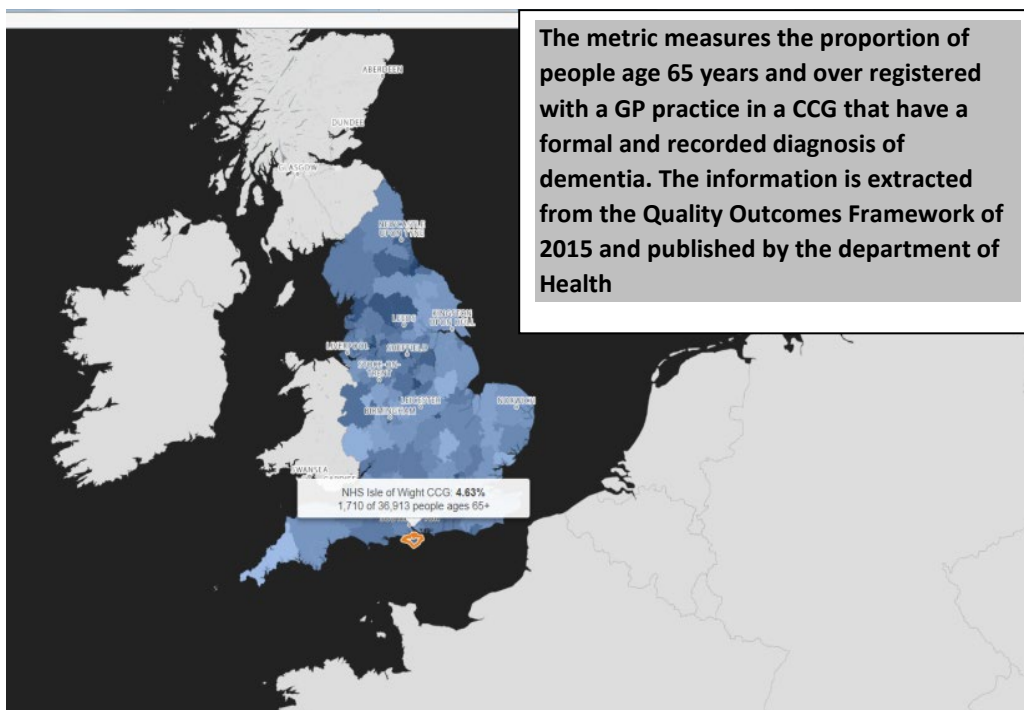 The metric measures the proportion of
people age 65 years and over registered
with a GP practice in a CCG that have a
formal and recorded diagnosis of
dementia. The information is extracted
from the Quality Outcomes Framework of
2015 and published by the department of
Health
ABERDEEN
DUNDEE
GLASGOW
NEWCASTLE
UPON TYNE
LEEDS
KINGSTON
UPON HULL
LIVERPOOL
SHEFFIELD
STOKE-ON-
TRENT
LEICESTER
NORWICH
BIRMINGHAM
SWANSEA
NHS Isle of Wight CCG: 4.63%
1,710 of 36,913 people ages 65+